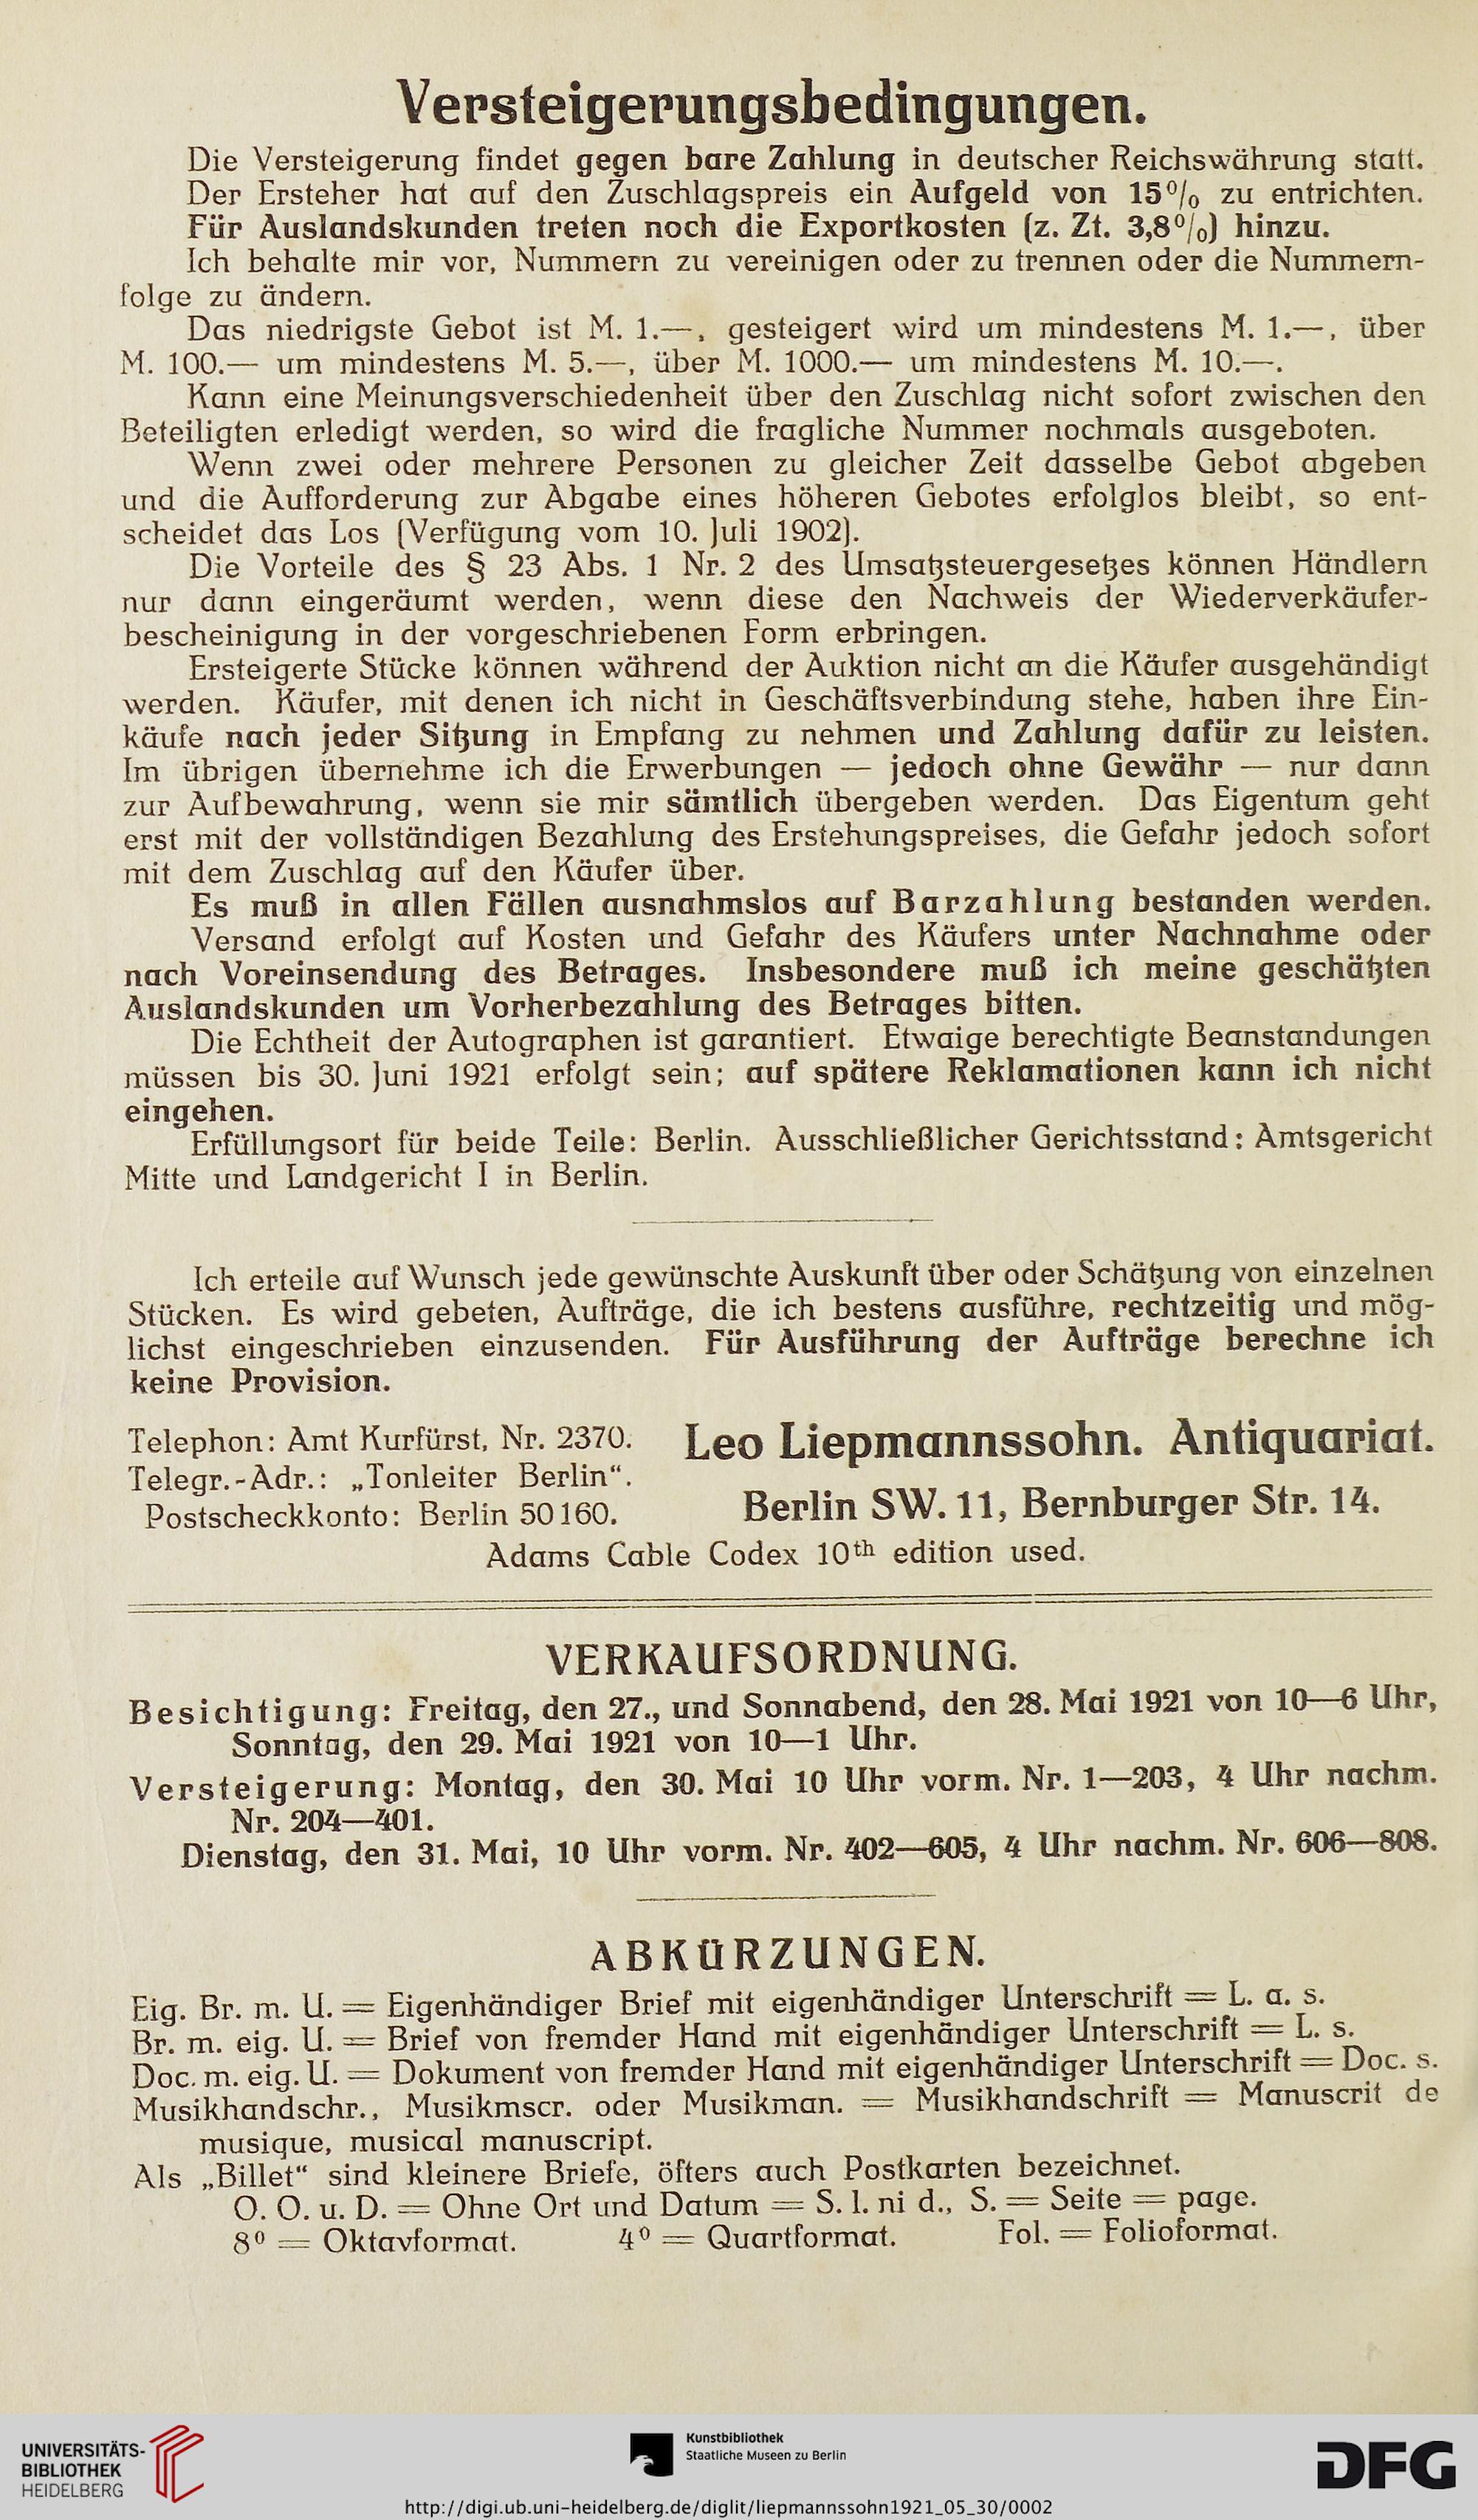 Versteigerungsbedingungen.
Die Versteigerung findet gegen bare Zahlung in deutscher Reichswährung statt.
Der Ersteher hat auf den Zuschlagspreis ein Aufgeld von 15% zu entrichten.
Für Auslandskunden treten noch die Exportkosten (z. Zt. 3,8%) hinzu.
Ich behalte mir vor, Nummern zu vereinigen oder zu trennen oder die Nummern-
folge zu ändern.
Das niedrigste Gebot ist M. 1.—, gesteigert wird um mindestens M. 1.—, über
M. 100.— um mindestens M. 5.—, über M. 1000.— um mindestens M. 10.—.
Kann eine Meinungsverschiedenheit über den Zuschlag nicht sofort zwischen den
Beteiligten erledigt werden, so wird die fragliche Nummer nochmals ausgeboten.
Wenn zwei oder mehrere Personen zu gleicher Zeit dasselbe Gebot abgeben
und die Aufforderung zur Abgabe eines höheren Gebotes erfolglos bleibt, so ent-
scheidet das Los (Verfügung vom 10. Juli 1902).
Die Vorteile des § 23 Abs. 1 Nr. 2 des Umsatzsteuergesetzes können Händlern
nur dann eingeräumt werden, wenn diese den Nachweis der Wiederverkäufer-
bescheinigung in der vorgeschriebenen Form erbringen.
Ersteigerte Stücke können während der Auktion nicht an die Käufer ausgehändigt
werden. Käufer, mit denen ich nicht in Geschäftsverbindung stehe, haben ihre Ein-
käufe nach jeder Sitzung in Empfang zu nehmen und Zahlung dafür zu leisten.
Im übrigen übernehme ich die Erwerbungen — jedoch ohne Gewähr — nur dann
zur Aufbewahrung, wenn sie mir sämtlich übergeben werden. Das Eigentum geht
erst mit der vollständigen Bezahlung des Erstehungspreises, die Gefahr jedoch sofort
mit dem Zuschlag auf den Käufer über.
Es muß in allen Fällen ausnahmslos auf Barzahlung bestanden werden.
Versand erfolgt auf Kosten und Gefahr des Käufers unter Nachnahme oder
nach Voreinsendung des Betrages. Insbesondere muß ich meine geschätzten
Auslandskunden um Vorherbezahlung des Betrages bitten.
Die Echtheit der Autographen ist garantiert. Etwaige berechtigte Beanstandungen
müssen bis 30. Juni 1921 erfolgt sein; auf spätere Reklamationen kann ich nicht
eingehen.
Erfüllungsort für beide Teile: Berlin. Ausschließlicher Gerichtsstand: Amtsgericht
Mitte und Landgericht I in Berlin.
Ich erteile auf Wunsch jede gewünschte Auskunft über oder Schätzung von einzelnen
Stücken. Es wird gebeten, Aufträge, die ich bestens ausführe, rechtzeitig und mög-
lichst eingeschrieben einzusenden. Für Ausführung der Aufträge berechne ich
keine Provision.
Telephon: Amt Kurfürst, Nr. 2370.
Telegr.-Adr.: „Tonleiter Berlin“.
Postscheckkonto: Berlin 50160.
Leo Liepmannssohn. Antiquariat.
Berlin SW. 11, Bernburger Str. 14.
Adams Cable Codex 10th edition used.
VERKAUFSORDNUNG.
Besichtigung: Freitag, den 27., und Sonnabend, den 28. Mai 1921 von 10—6 Uhr,
Sonntag, den 29. Mai 1921 von 10—1 Uhr.
Versteigerung: Montag, den 30. Mai 10 Uhr vorm. Nr. 1—203, 4 Uhr nachm.
Nr. 204—401.
Dienstag, den 31. Mai, 10 Uhr vorm. Nr. 402—605, 4 Uhr nachm. Nr. 606—808.
ABKÜRZUNGEN.
Eig. Br. m. U. = Eigenhändiger Brief mit eigenhändiger Unterschrift = L. a. s.
Br. m. eig. U. = Brief von fremder Hand mit eigenhändiger Unterschrift = L. s.
Doc. m. eig. U. = Dokument von fremder Hand mit eigenhändiger Unterschrift = Doc. s.
Musikhandschr., Musikmscr. oder Musikman. = Musikhandschrift = Manuscrit de
musique, musical manuscript.
Als „Billet“ sind kleinere Briefe, öfters auch Postkarten bezeichnet.
O. O. u. D. = Ohne Ort und Datum = S. l. ni d., S. = Seite = page.
8⁰ = Oktavformat. 4⁰ = Quartformat. Fol. = Folioformat.
UNIVERSITÄTS-
BIBLIOTHEK
HEIDELBERG
Kunstbibliothek
Staatliche Museen zu Berlin
DFG
http://digi.ub.uni-heidelberg.de/diglit/liepmannssohn1921_05_30/0002